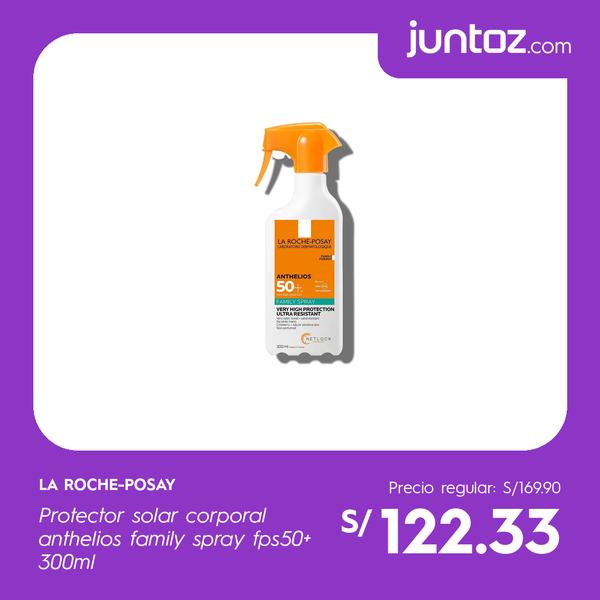 juntoz.com
LA ROCHE-POSAY
LABORATOIRE DERMATOLOGIQUE
ANTHELIOS
50+
FAMILY SPRAY
VERY HIGH PROTECTION
ULTRA RESISTANT
NETLOCK
300 ml
LA ROCHE-POSAY
Protector solar corporal
anthelios family spray fps50+
300ml
Precio regular: S/169.90
S/122.33